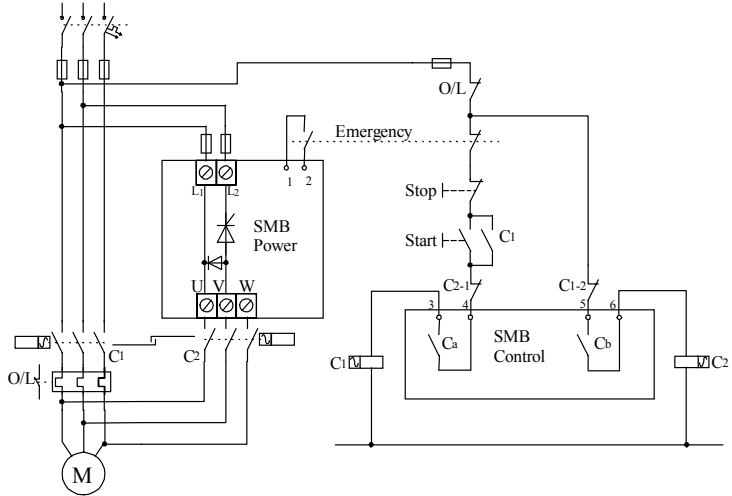 O/L
Emergency
1 2
L1 L2
Stop
SMB
Power
Start
C1
U V W
C2-1
C1-2
3 4 5 6
C1
C2
Ca
SMB
Control
Cb
O/L
C1
C2
M